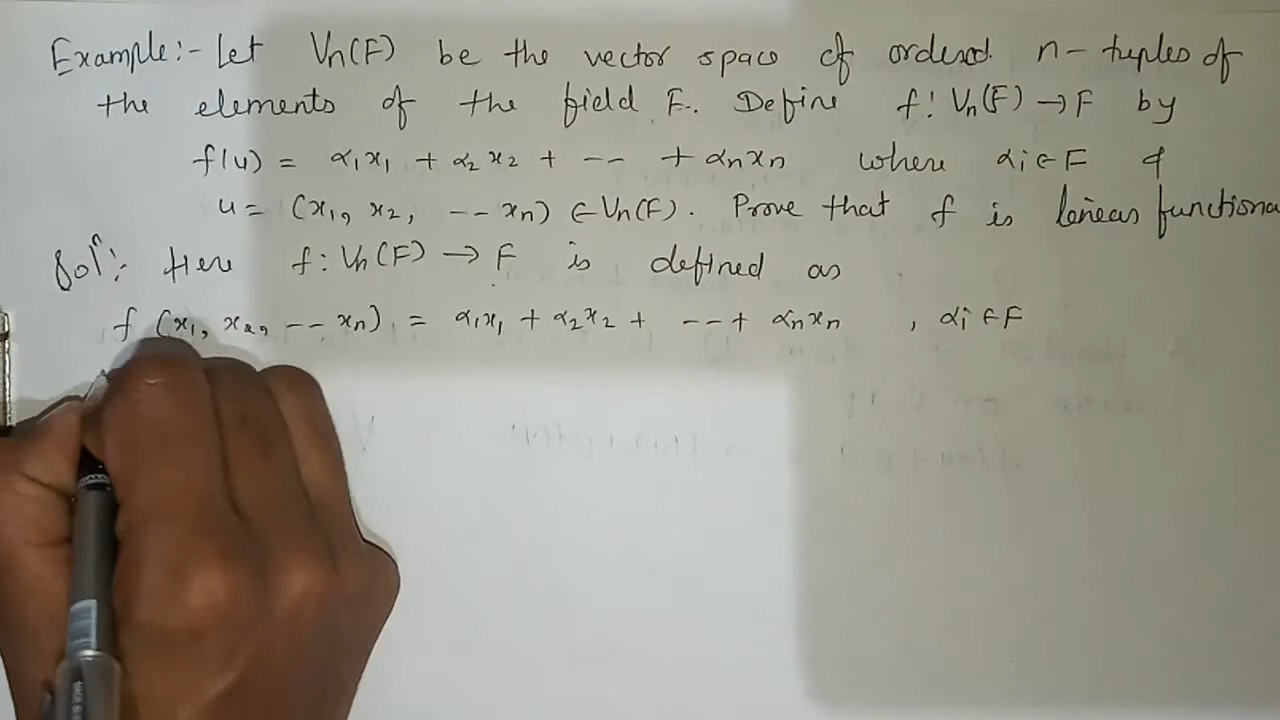 Example:- Let Vn(F) be the vector space of ordered n-tuples of
the elements of the field F. Define f: Vn(F) → F by
f(u) = α₁x₁ + α₂x₂ + -- + αnxn where αi ∈ F &
u = (x₁, x₂, -- xn) ∈ Vn(F). Prove that f is linear functiona
Solⁿ:- Here f: Vn(F) → F is defined as
f (x₁, x₂, -- xn) = α₁x₁ + α₂x₂ + --+ αnxn , αi ∈ F